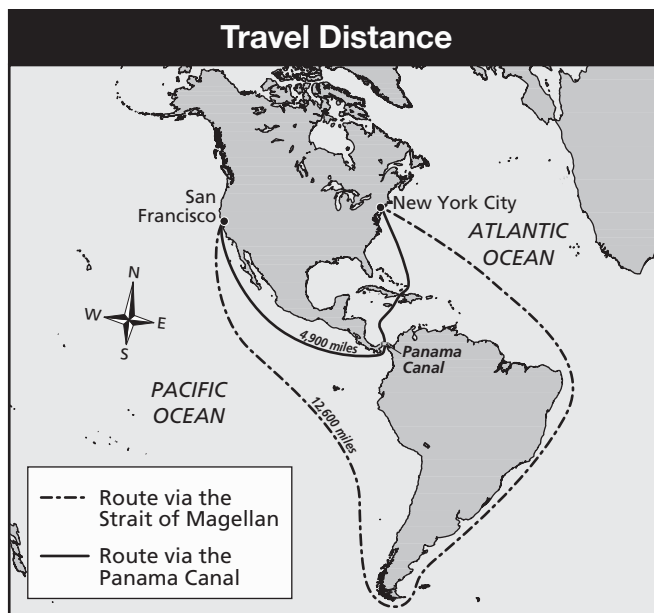 Travel Distance
San
Francisco
New York City
ATLANTIC
OCEAN
N
W
E
S
4,900 miles
Panama
Canal
PACIFIC
OCEAN
12,600 miles
Route via the
Strait of Magellan
Route via the
Panama Canal